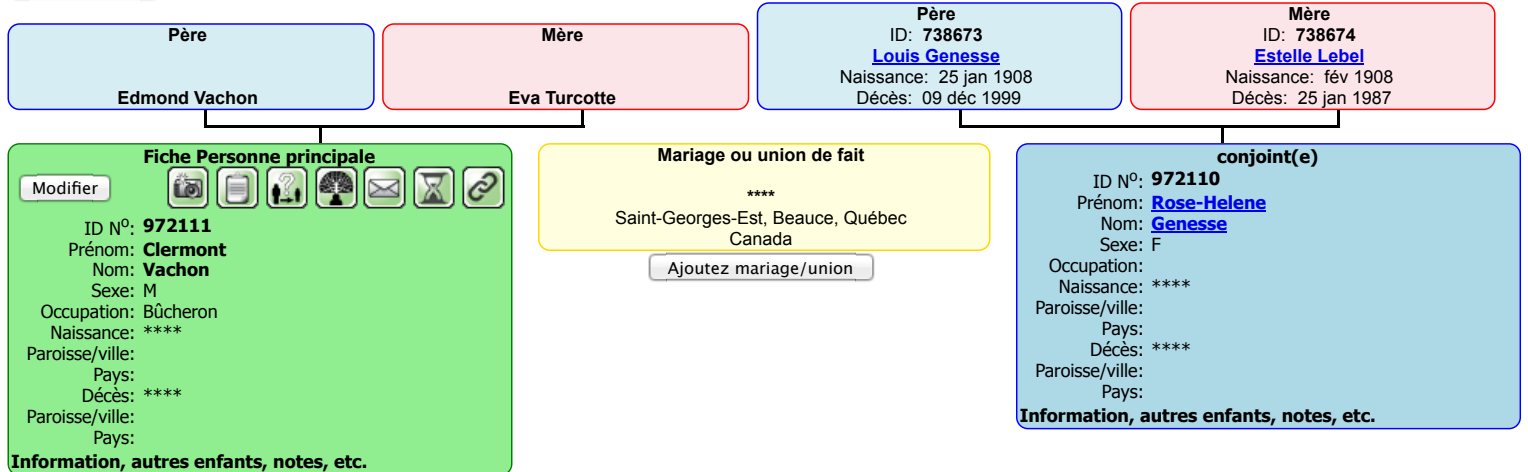 Père
Edmond Vachon
Mère
Eva Turcotte
Père
ID: 738673
Louis Genesse
Naissance: 25 jan 1908
Décès: 09 déc 1999
Mère
ID: 738674
Estelle Lebel
Naissance: fév 1908
Décès: 25 jan 1987
Fiche Personne principale
Modifier
ID Nº: 972111
Prénom: Clermont
Nom: Vachon
Sexe: M
Occupation: Bûcheron
Naissance: ****
Paroisse/ville:
Pays:
Décès: ****
Paroisse/ville:
Pays:
Information, autres enfants, notes, etc.
Mariage ou union de fait
****
Saint-Georges-Est, Beauce, Québec
Canada
Ajoutez mariage/union
conjoint(e)
ID Nº: 972110
Prénom: Rose-Helene
Nom: Genesse
Sexe: F
Occupation:
Naissance: ****
Paroisse/ville:
Pays:
Décès: ****
Paroisse/ville:
Pays:
Information, autres enfants, notes, etc.